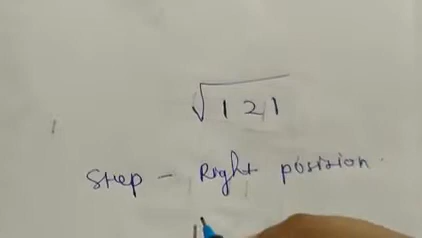 √121
Step - Right position.